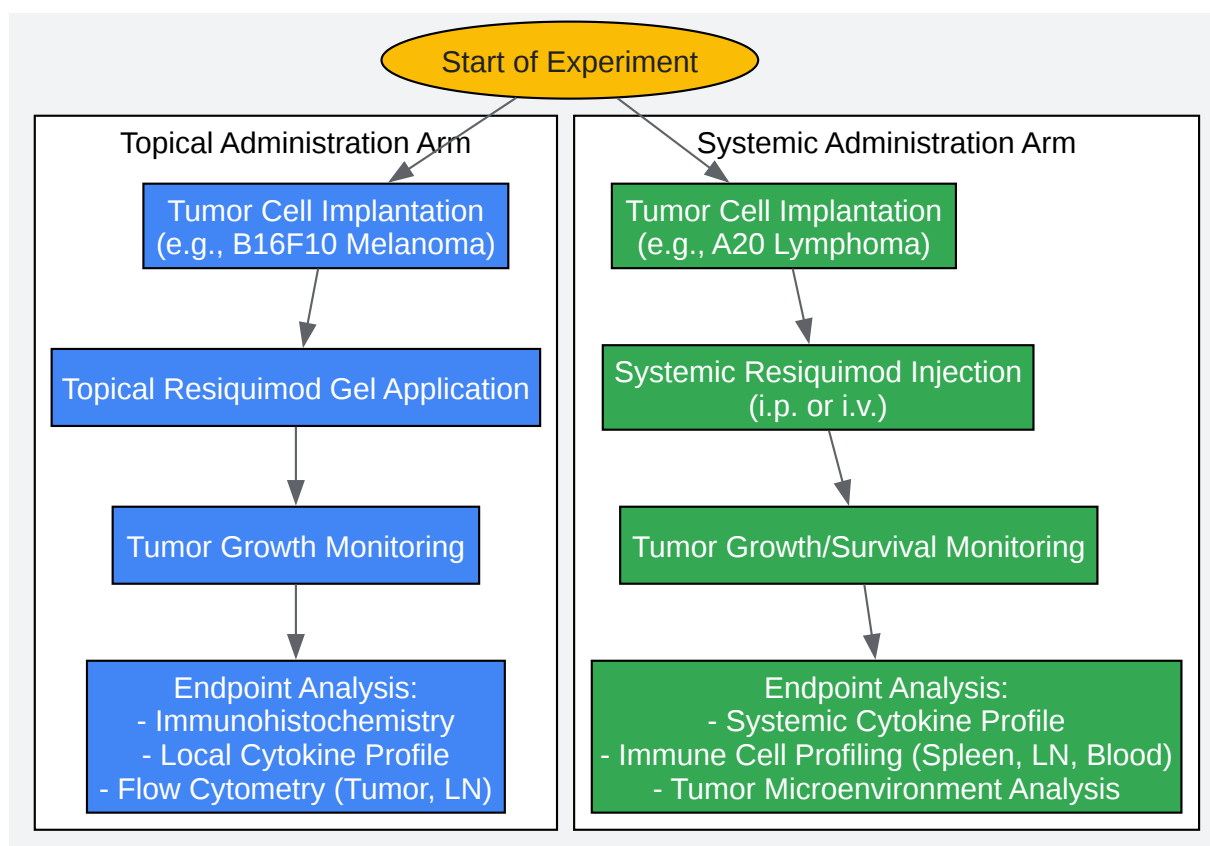 Start of Experiment
Topical Administration Arm
Tumor Cell Implantation
(e.g., B16F10 Melanoma)
Topical Resiquimod Gel Application
Tumor Growth Monitoring
Endpoint Analysis:
- Immunohistochemistry
- Local Cytokine Profile
- Flow Cytometry (Tumor, LN)
Systemic Administration Arm
Tumor Cell Implantation
(e.g., A20 Lymphoma)
Systemic Resiquimod Injection
(i.p. or i.v.)
Tumor Growth/Survival Monitoring
Endpoint Analysis:
- Systemic Cytokine Profile
- Immune Cell Profiling (Spleen, LN, Blood)
- Tumor Microenvironment Analysis